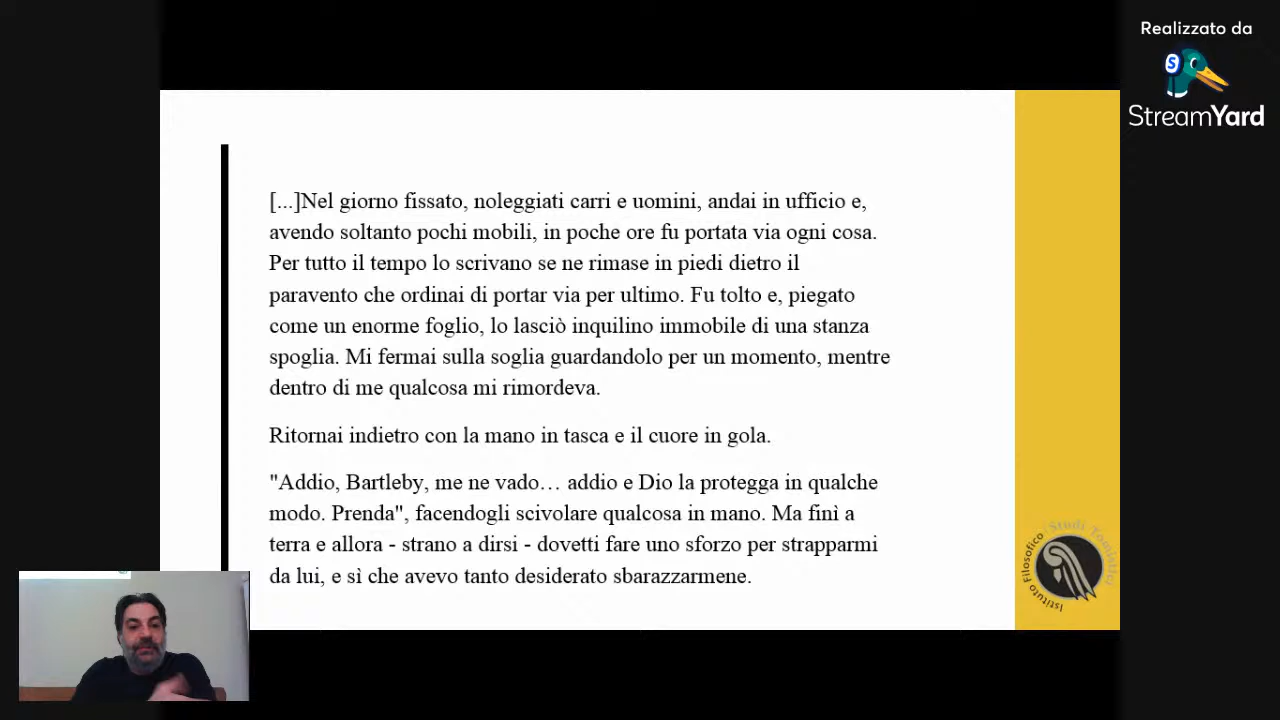 Realizzato da
StreamYard
[...]Nel giorno fissato, noleggiati carri e uomini, andai in ufficio e,
avendo soltanto pochi mobili, in poche ore fu portata via ogni cosa.
Per tutto il tempo lo scrivano se ne rimase in piedi dietro il
paravento che ordinai di portar via per ultimo. Fu tolto e, piegato
come un enorme foglio, lo lasciò inquilino immobile di una stanza
spoglia. Mi fermai sulla soglia guardandolo per un momento, mentre
dentro di me qualcosa mi rimordeva.
Ritornai indietro con la mano in tasca e il cuore in gola.
"Addio, Bartleby, me ne vado… addio e Dio la protegga in qualche
modo. Prenda", facendogli scivolare qualcosa in mano. Ma finì a
terra e allora - strano a dirsi - dovetti fare uno sforzo per strapparmi
da lui, e sì che avevo tanto desiderato sbarazzarmene.
Istituto Filosofico Studi Tomistici